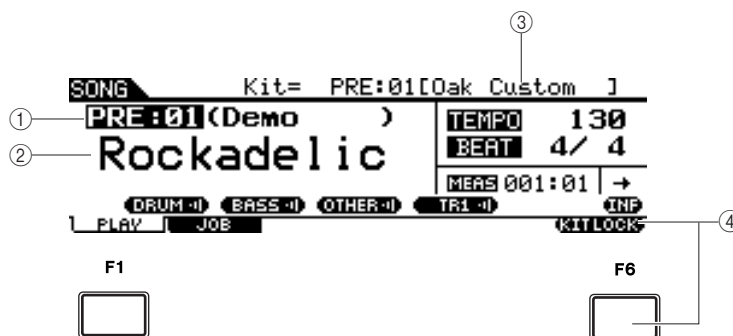 ③
SONG Kit= PRE:01[Oak Custom ]
① PRE:01(Demo ) TEMPO 130
② Rockadelic BEAT 4/ 4
MEAS 001:01 →
DRUM BASS OTHER TR1 INP
PLAY JOB KITLOCK ④
F1 F6